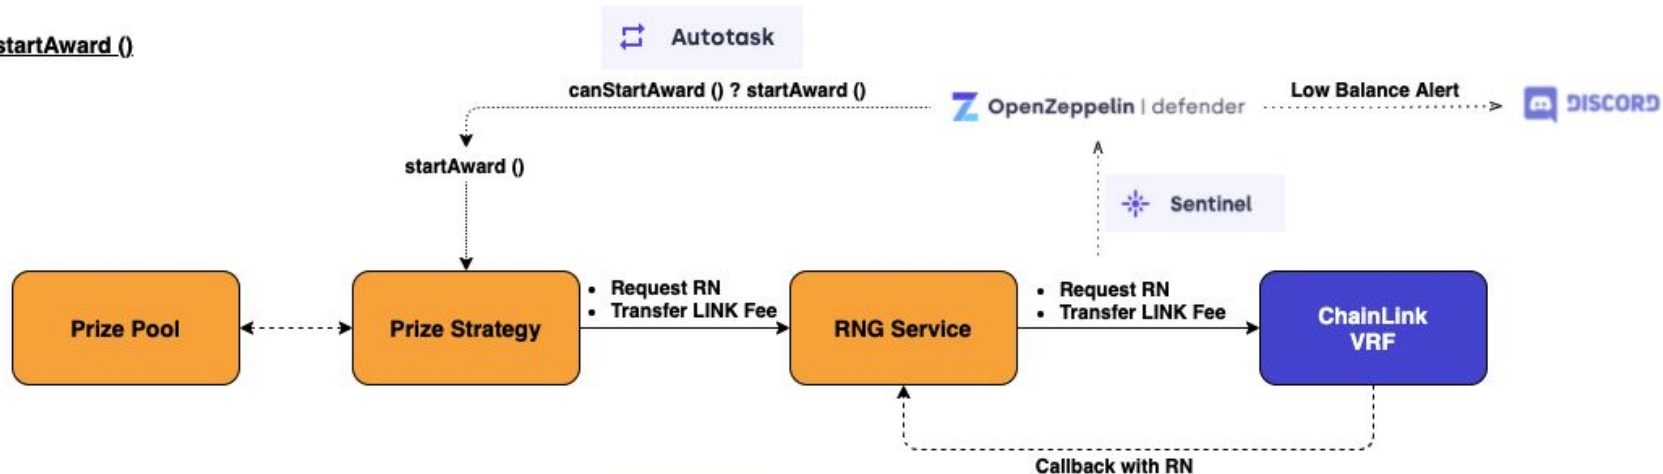 startAward ()
Autotask
canStartAward () ? startAward ()
OpenZeppelin | defender
Low Balance Alert
DISCORD
startAward ()
Sentinel
Prize Pool
Prize Strategy
• Request RN
• Transfer LINK Fee
RNG Service
• Request RN
• Transfer LINK Fee
ChainLink
VRF
Callback with RN